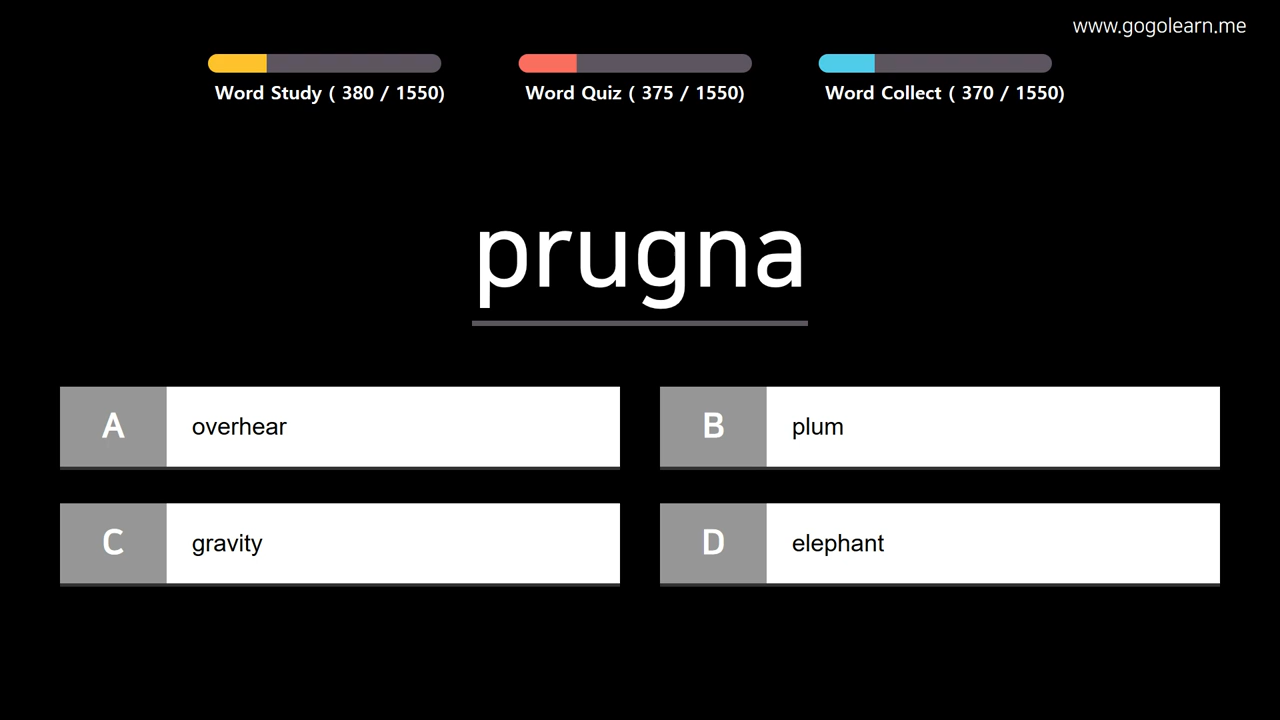 www.gogolearn.me
Word Study ( 380 / 1550)
Word Quiz ( 375 / 1550)
Word Collect ( 370 / 1550)
prugna
A overhear
B plum
C gravity
D elephant